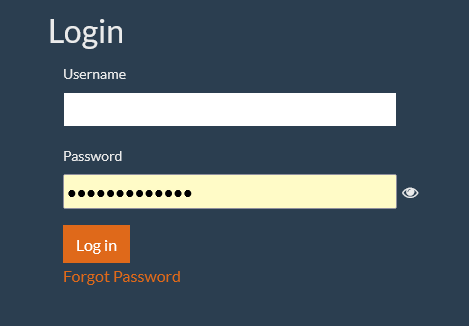 Login
Username
Password
●●●●●●●●●●●●●
Log in
Forgot Password